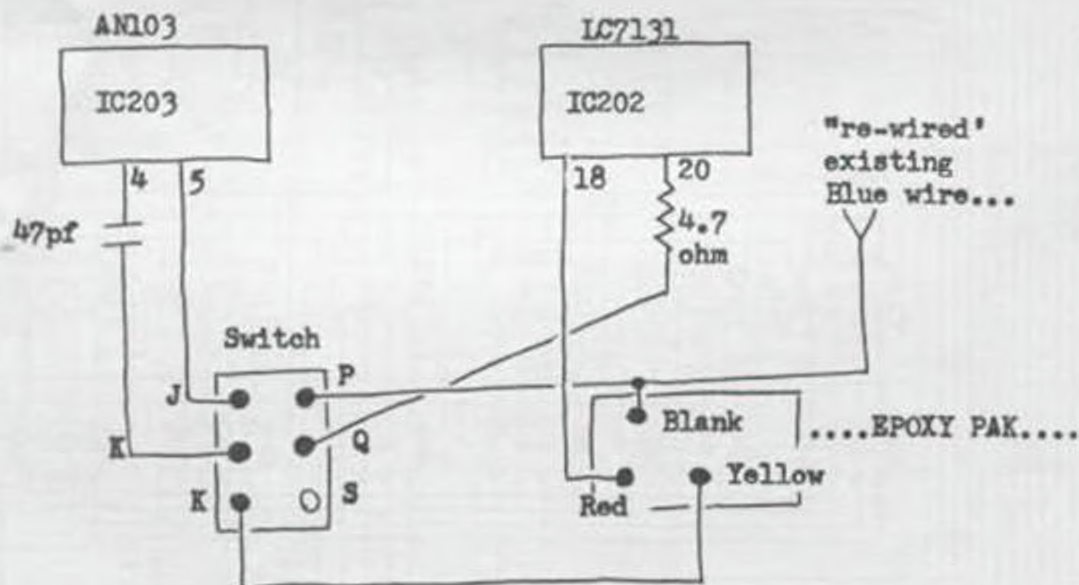 AN103
IC203
4
5
47pf
LC7131
IC202
18
20
4.7
ohm
"re-wired'
existing
Blue wire...
Switch
J
P
K
Q
K
S
Blank
....EPOXY PAK....
Yellow
Red